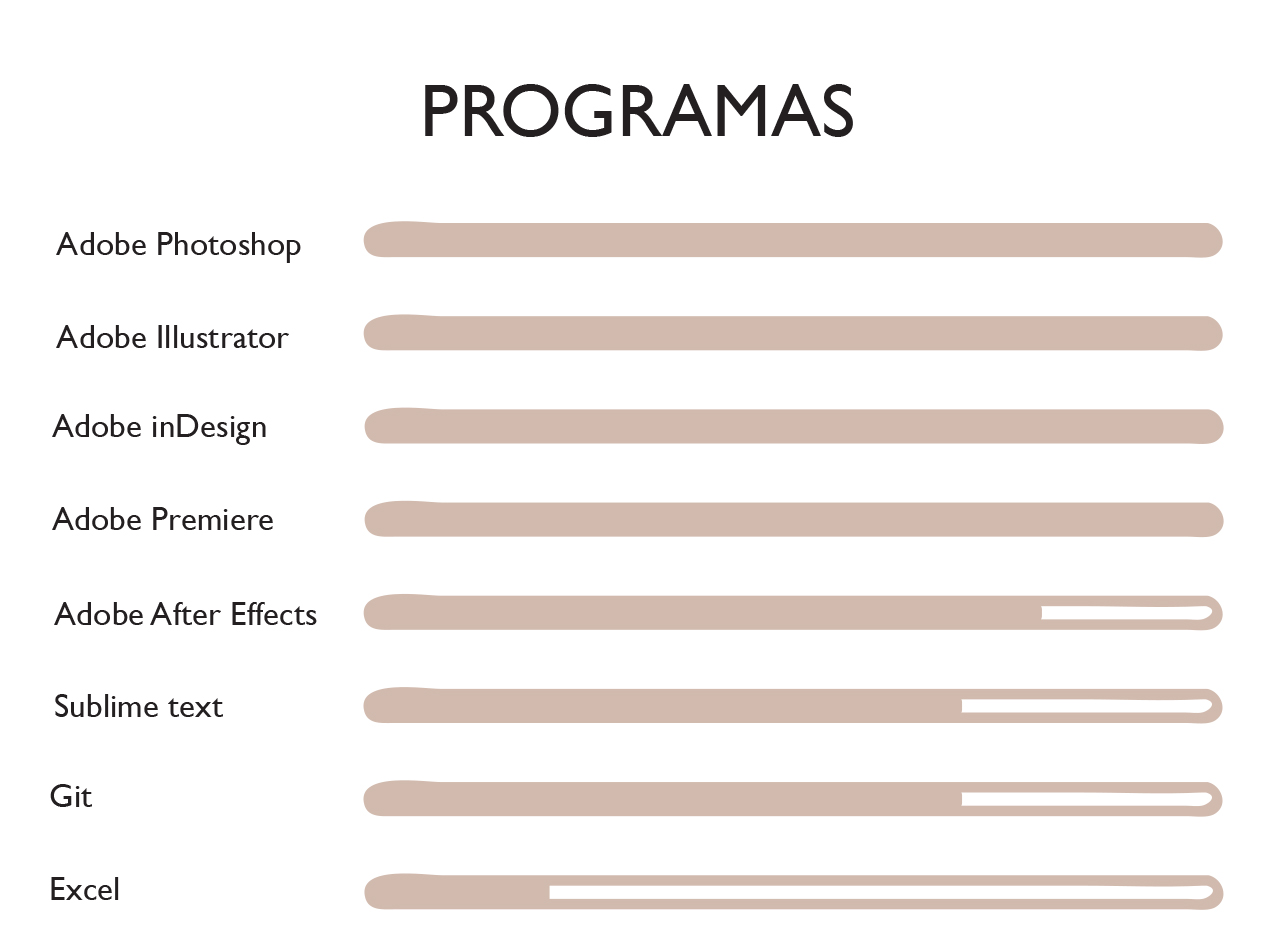 PROGRAMAS
Adobe Photoshop
Adobe Illustrator
Adobe inDesign
Adobe Premiere
Adobe After Effects
Sublime text
Git
Excel